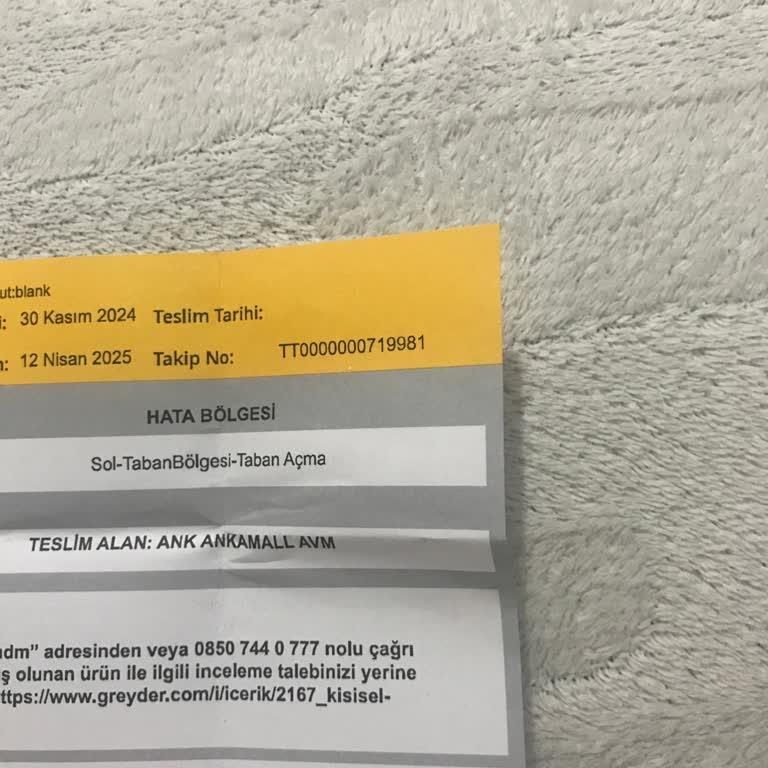 ut:blank
i: 30 Kasım 2024 Teslim Tarihi:
n: 12 Nisan 2025 Takip No: TT0000000719981
HATA BÖLGESİ
Sol-TabanBölgesi-Taban Açma
TESLİM ALAN: ANK ANKAMALL AVM
adm” adresinden veya 0850 744 0 777 nolu çağrı
ş olunan ürün ile ilgili inceleme talebinizi yerine
ttps://www.greyder.com/i/icerik/2167_kisisel-